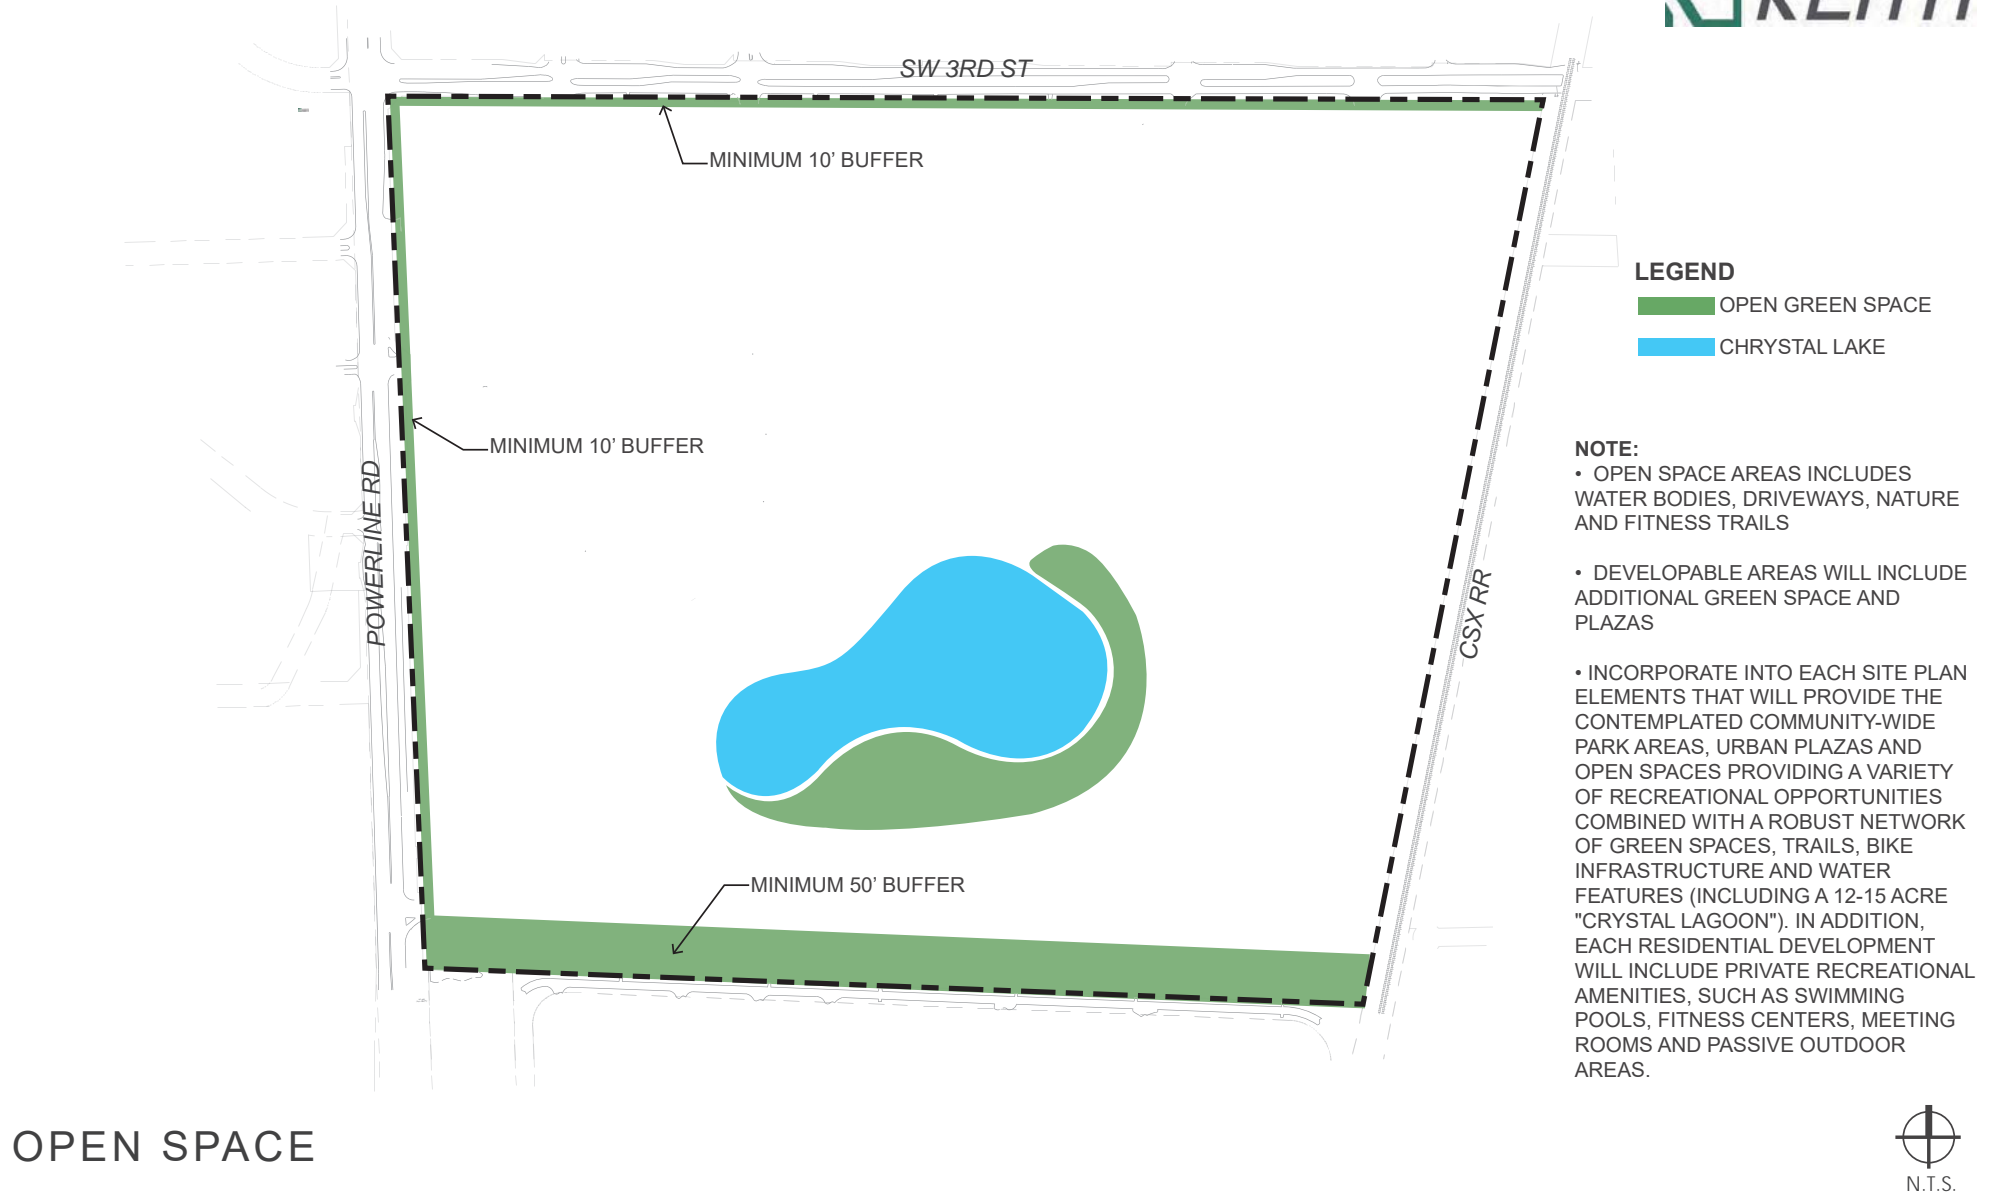 KEITH
SW 3RD ST
MINIMUM 10' BUFFER
LEGEND
OPEN GREEN SPACE
CHRYSTAL LAKE
MINIMUM 10' BUFFER
POWERLINE RD
CSX RR
NOTE:
• OPEN SPACE AREAS INCLUDES
WATER BODIES, DRIVEWAYS, NATURE
AND FITNESS TRAILS
• DEVELOPABLE AREAS WILL INCLUDE
ADDITIONAL GREEN SPACE AND
PLAZAS
• INCORPORATE INTO EACH SITE PLAN
ELEMENTS THAT WILL PROVIDE THE
CONTEMPLATED COMMUNITY-WIDE
PARK AREAS, URBAN PLAZAS AND
OPEN SPACES PROVIDING A VARIETY
OF RECREATIONAL OPPORTUNITIES
COMBINED WITH A ROBUST NETWORK
OF GREEN SPACES, TRAILS, BIKE
INFRASTRUCTURE AND WATER
FEATURES (INCLUDING A 12-15 ACRE
"CRYSTAL LAGOON"). IN ADDITION,
EACH RESIDENTIAL DEVELOPMENT
WILL INCLUDE PRIVATE RECREATIONAL
AMENITIES, SUCH AS SWIMMING
POOLS, FITNESS CENTERS, MEETING
ROOMS AND PASSIVE OUTDOOR
AREAS.
MINIMUM 50' BUFFER
OPEN SPACE
N.T.S.